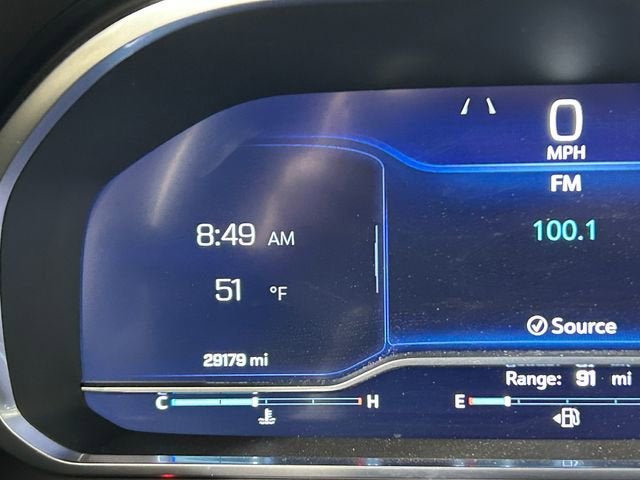 0
MPH
FM
8:49 AM
100.1
51 °F
Source
29179 mi
Range: 91 mi
C H E